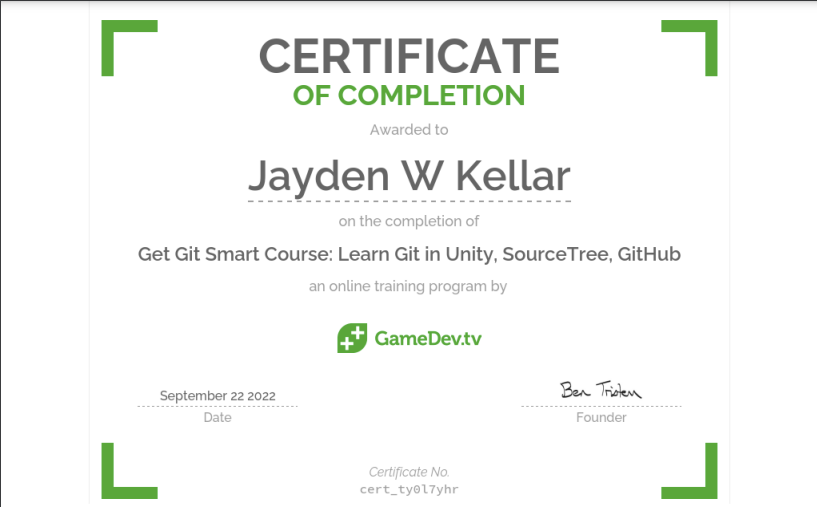 CERTIFICATE
OF COMPLETION
Awarded to
Jayden W Kellar
on the completion of
Get Git Smart Course: Learn Git in Unity, SourceTree, GitHub
an online training program by
GameDev.tv
September 22 2022
Date
Ben Tristem
Founder
Certificate No.
cert_ty0l7yhr